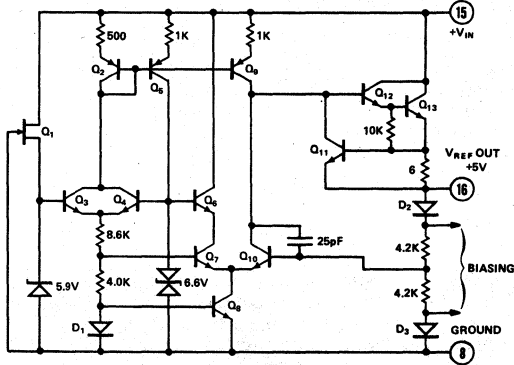 15
+VIN
500
1K
1K
Q2
Q5
Q9
Q12
Q13
Q1
10K
Q11
VREF OUT
+5V
6
16
Q3
Q4
Q6
D2
8.6K
Q7
Q10
25pF
4.2K
BIASING
5.9V
4.0K
6.6V
4.2K
Q8
D1
D3
GROUND
8